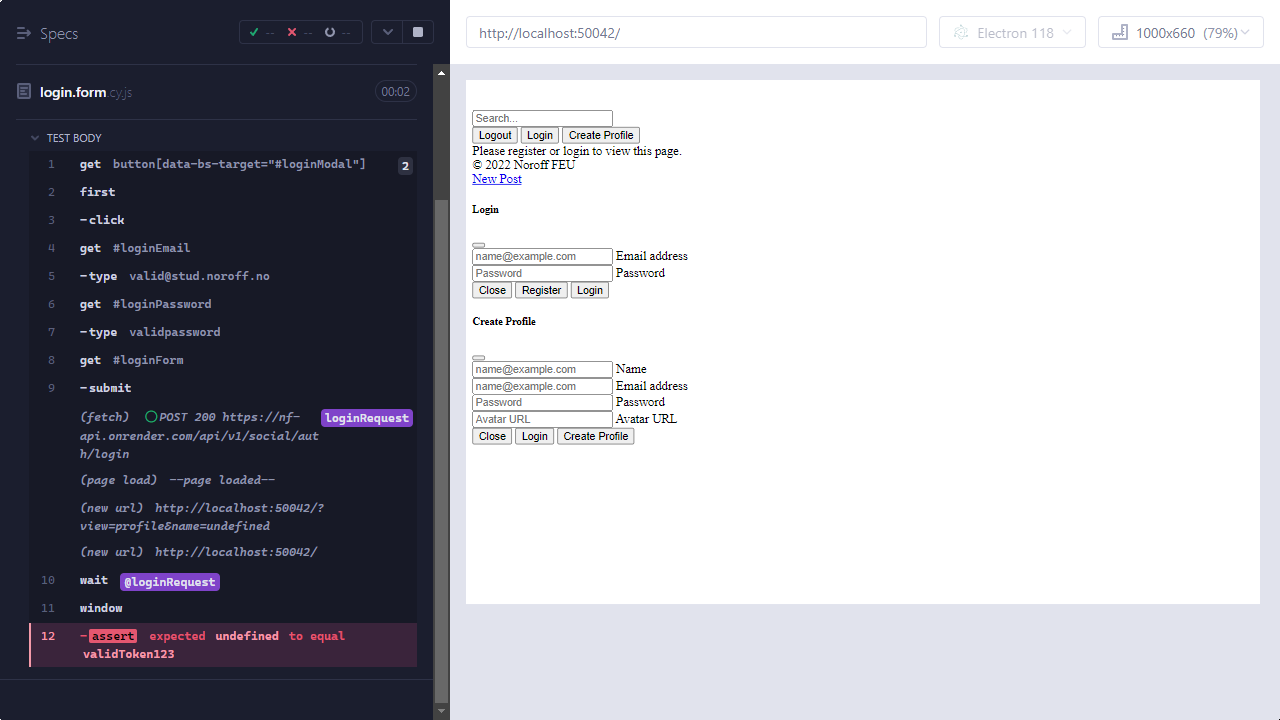 Specs
-- -- --
login.form.cy.js
00:02
TEST BODY
1 get button[data-bs-target="#loginModal"] 2
2 first
3 -click
4 get #loginEmail
5 -type valid@stud.noroff.no
6 get #loginPassword
7 -type validpassword
8 get #loginForm
9 -submit
(fetch) POST 200 https://nf- loginRequest
api.onrender.com/api/v1/social/aut
h/login
(page load) --page loaded--
(new url) http://localhost:50042/?
view=profile&name=undefined
(new url) http://localhost:50042/
10 wait @loginRequest
11 window
12 -assert expected undefined to equal
validToken123
http://localhost:50042/
Electron 118
1000x660 (79%)
Search...
Logout Login Create Profile
Please register or login to view this page.
© 2022 Noroff FEU
New Post
Login
name@example.com Email address
Password Password
Close Register Login
Create Profile
name@example.com Name
name@example.com Email address
Password Password
Avatar URL Avatar URL
Close Login Create Profile